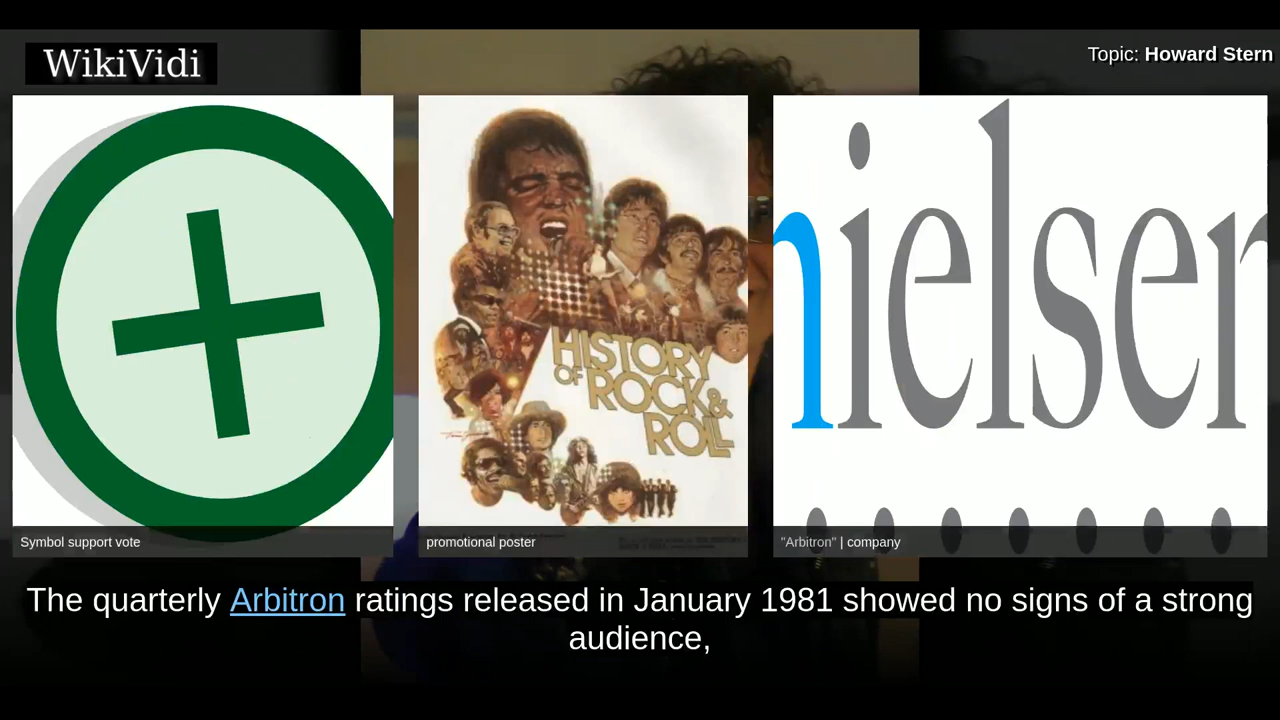 WikiVidi
Topic: Howard Stern
HISTORY
OF ROCK &
ROLL
nielsen
Symbol support vote
promotional poster
"Arbitron" | company
The quarterly Arbitron ratings released in January 1981 showed no signs of a strong
audience,